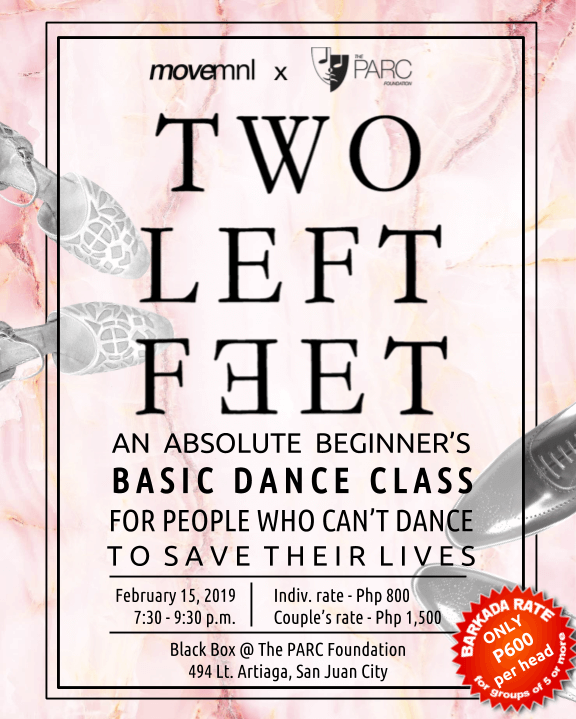 movemnl x THE PARC FOUNDATION
TWO
LEFT
FEET
AN ABSOLUTE BEGINNER'S
BASIC DANCE CLASS
FOR PEOPLE WHO CAN'T DANCE
TO SAVE THEIR LIVES
February 15, 2019
7:30 - 9:30 p.m.
Indiv. rate - Php 800
Couple's rate - Php 1,500
Black Box @ The PARC Foundation
494 Lt. Artiaga, San Juan City
BARKADA RATE
ONLY
P600
per head
for groups of 5 or more